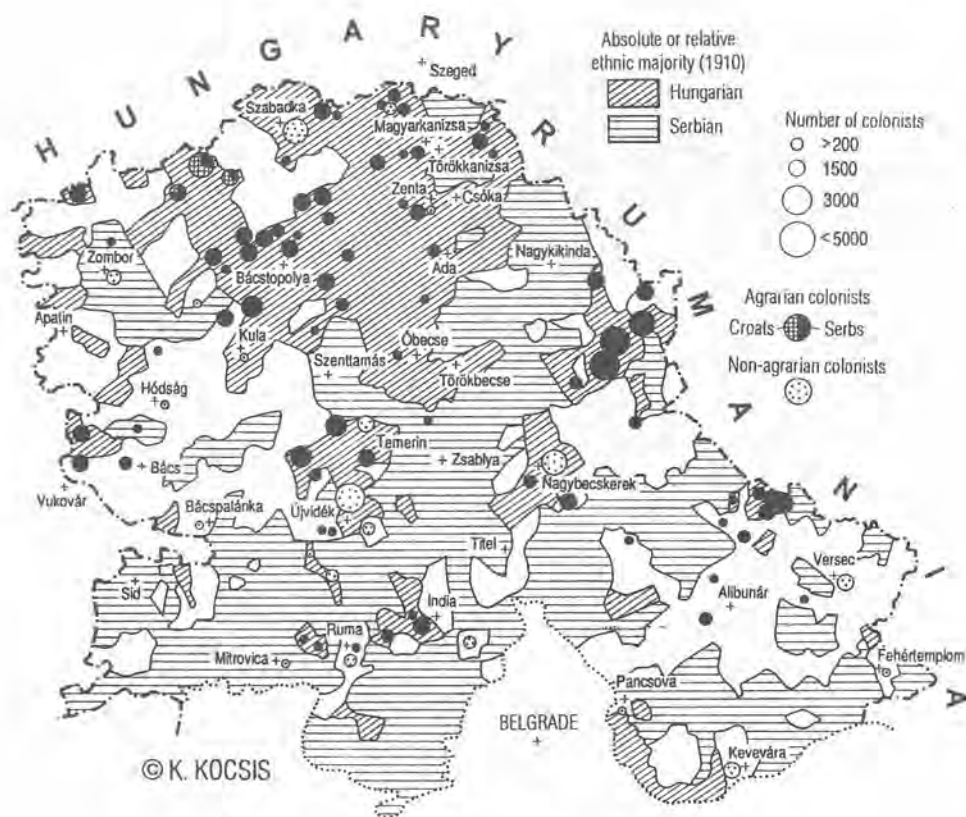 HUNGARY
RUMANIA
Absolute or relative
ethnic majority (1910)
Hungarian
Serbian
Number of colonists
>200
1500
3000
<5000
Agrarian colonists
Croats
Serbs
Non-agrarian colonists
Szeged
Szabadka
Magyarkanizsa
Törökkanizsa
Zenta
Csóka
Zombor
Bácstopolya
Ada
Nagykikinda
Apatin
Kula
Szenttamás
Óbecse
Törökbecse
Hódság
Temerin
Zsablya
Bács
Vukovár
Nagybecskerek
Bácspalánka
Újvidék
Titel
Versec
Sid
India
Alibunár
Ruma
Mitrovica
Fehértemplom
Pancsova
BELGRADE
Kevevára
© K. KOCSIS